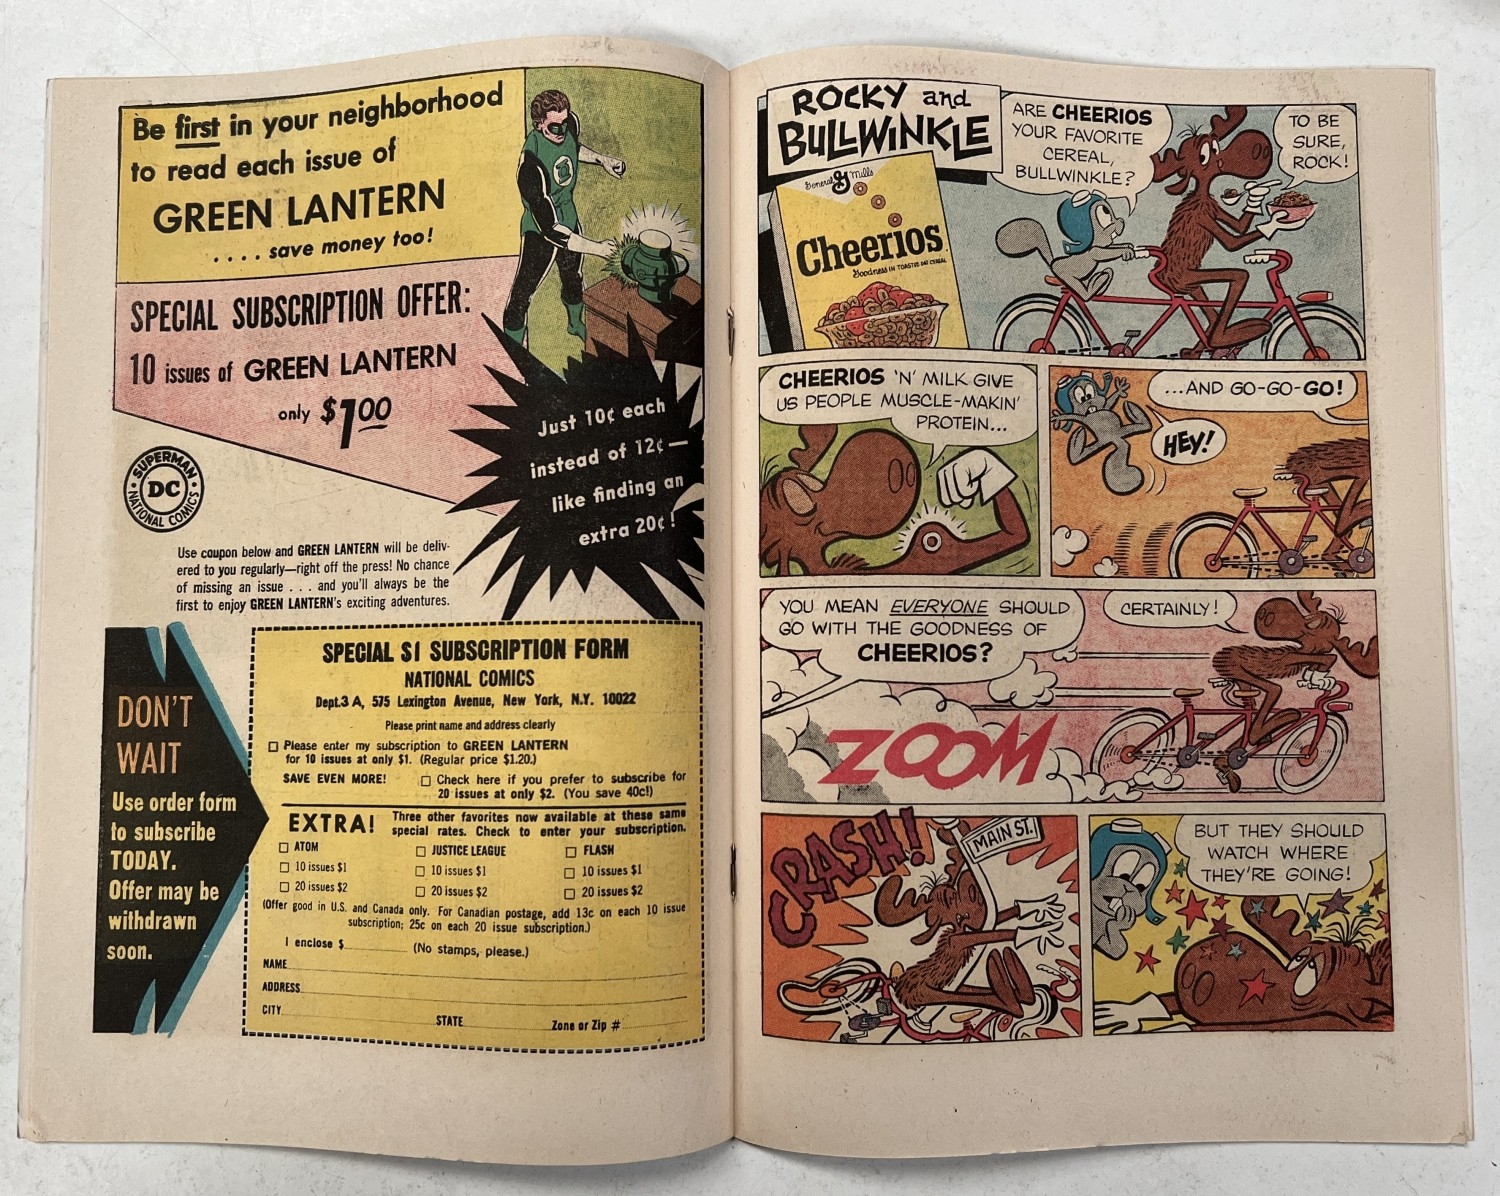 Be first in your neighborhood
to read each issue of
GREEN LANTERN
. . . . save money too!
SPECIAL SUBSCRIPTION OFFER:
10 issues of GREEN LANTERN
only $1.00
Just 10¢ each
instead of 12¢—
like finding an
extra 20¢!
SUPERMAN
DC
NATIONAL COMICS
Use coupon below and GREEN LANTERN will be deliv-
ered to you regularly—right off the press! No chance
of missing an issue . . . and you'll always be the
first to enjoy GREEN LANTERN's exciting adventures.
DON'T
WAIT
Use order form
to subscribe
TODAY.
Offer may be
withdrawn
soon.
SPECIAL $1 SUBSCRIPTION FORM
NATIONAL COMICS
Dept.3 A, 575 Lexington Avenue, New York, N.Y. 10022
Please print name and address clearly
☐ Please enter my subscription to GREEN LANTERN
for 10 issues at only $1. (Regular price $1.20.)
SAVE EVEN MORE! ☐ Check here if you prefer to subscribe for
20 issues at only $2. (You save 40c!)
EXTRA! Three other favorites now available at these same
special rates. Check to enter your subscription.
☐ ATOM ☐ JUSTICE LEAGUE ☐ FLASH
☐ 10 issues $1 ☐ 10 issues $1 ☐ 10 issues $1
☐ 20 issues $2 ☐ 20 issues $2 ☐ 20 issues $2
(Offer good in U.S. and Canada only. For Canadian postage, add 13c on each 10 issue
subscription; 25c on each 20 issue subscription.)
I enclose $ (No stamps, please.)
NAME
ADDRESS
CITY STATE Zone or Zip #
ROCKY and
BULLWINKLE
General G Mills
Cheerios
Goodness IN TOASTED OAT CEREAL
ARE CHEERIOS
YOUR FAVORITE
CEREAL,
BULLWINKLE?
TO BE
SURE,
ROCK!
CHEERIOS 'N' MILK GIVE
US PEOPLE MUSCLE-MAKIN'
PROTEIN...
...AND GO-GO-GO!
HEY!
YOU MEAN EVERYONE SHOULD
GO WITH THE GOODNESS OF
CHEERIOS?
CERTAINLY!
ZOOM
CRASH!
MAIN ST.
BUT THEY SHOULD
WATCH WHERE
THEY'RE GOING!